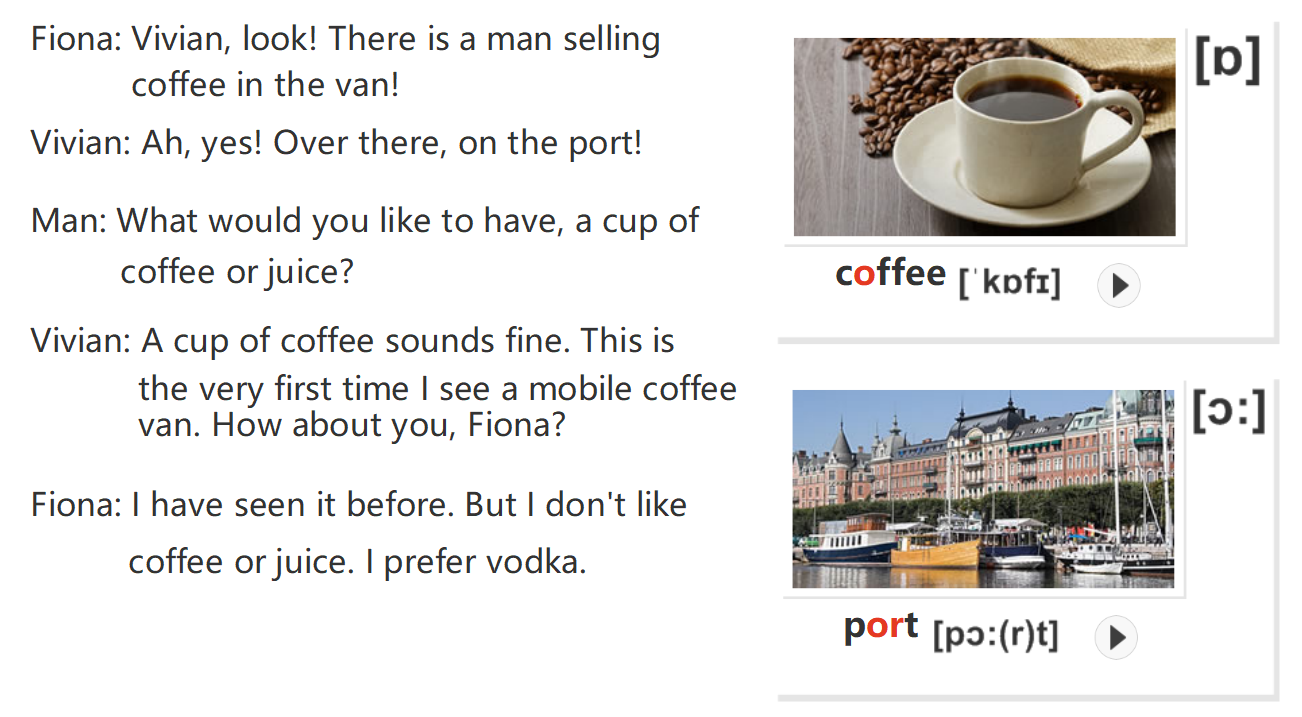 Fiona: Vivian, look! There is a man selling
coffee in the van!
Vivian: Ah, yes! Over there, on the port!
Man: What would you like to have, a cup of
coffee or juice?
Vivian: A cup of coffee sounds fine. This is
the very first time I see a mobile coffee
van. How about you, Fiona?
Fiona: I have seen it before. But I don't like
coffee or juice. I prefer vodka.
[ɒ]
coffee [ˈkɒfɪ]
[ɔ:]
port [pɔ:(r)t]